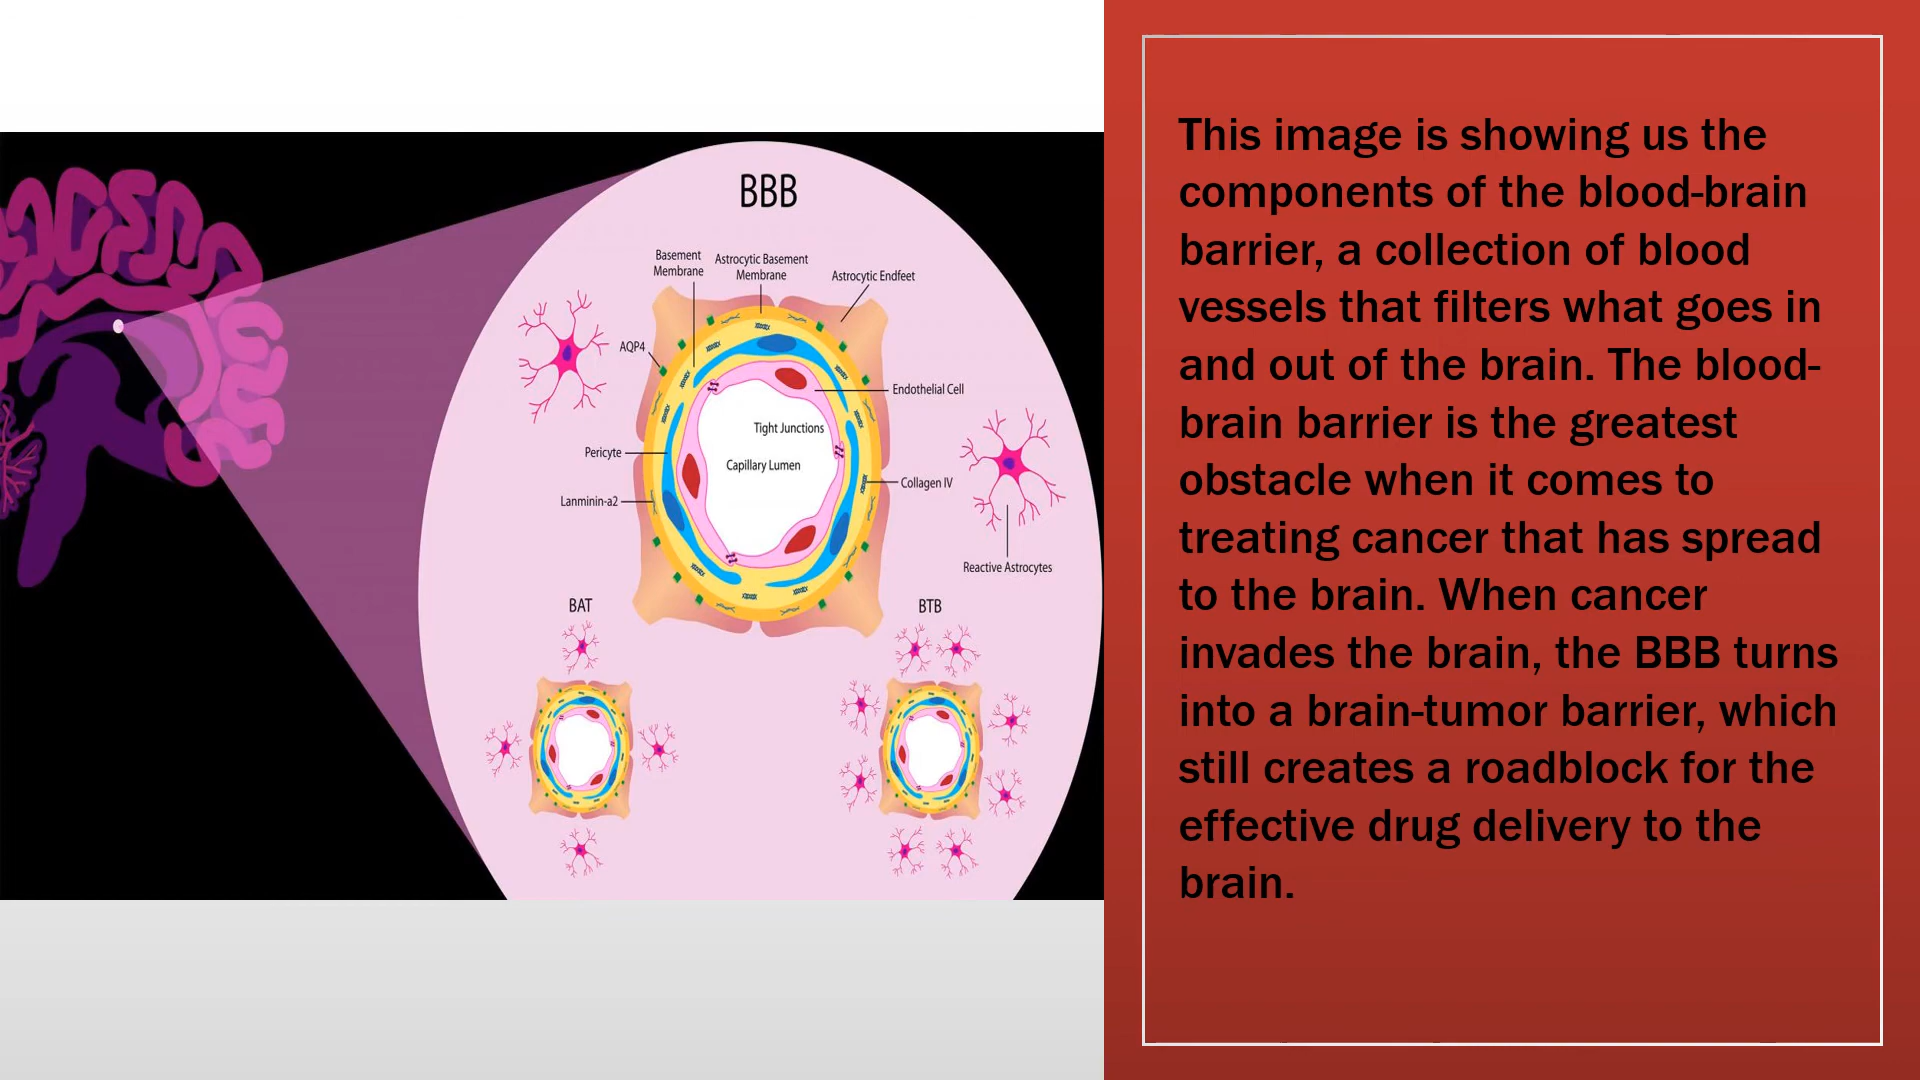 BBB
Basement
Membrane
Astrocytic Basement
Membrane
Astrocytic Endfeet
AQP4
Endothelial Cell
Tight Junctions
Pericyte
Capillary Lumen
Collagen IV
Lanminin-a2
Reactive Astrocytes
BAT
BTB
This image is showing us the
components of the blood-brain
barrier, a collection of blood
vessels that filters what goes in
and out of the brain. The blood-
brain barrier is the greatest
obstacle when it comes to
treating cancer that has spread
to the brain. When cancer
invades the brain, the BBB turns
into a brain-tumor barrier, which
still creates a roadblock for the
effective drug delivery to the
brain.